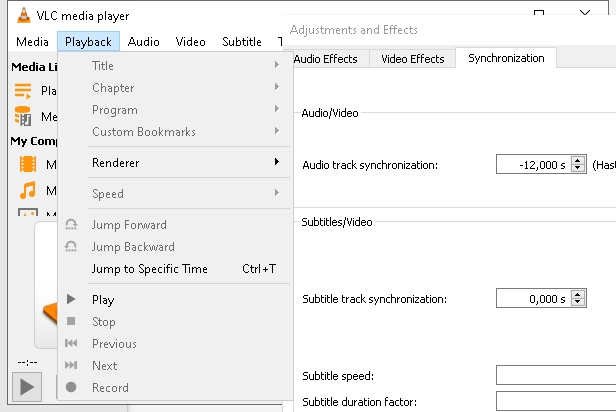 VLC media player
Media Playback Audio Video Subtitle T
Adjustments and Effects
Audio Effects Video Effects Synchronization
Media Li
Pla
Me
My Comp
M
M
M
Title
Chapter
Program
Custom Bookmarks
Renderer
Speed
Jump Forward
Jump Backward
Jump to Specific Time Ctrl+T
Play
Stop
Previous
Next
Record
--:--
Audio/Video
Audio track synchronization: -12,000 s (Hast
Subtitles/Video
Subtitle track synchronization: 0,000 s
Subtitle speed:
Subtitle duration factor: